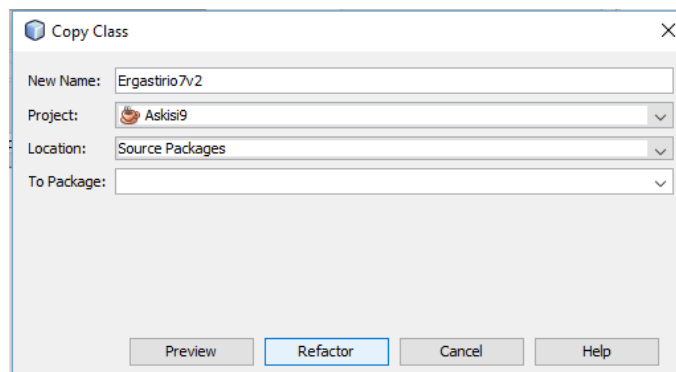 Copy Class
New Name: Ergastirio7v2
Project: Askisi9
Location: Source Packages
To Package:
Preview Refactor Cancel Help